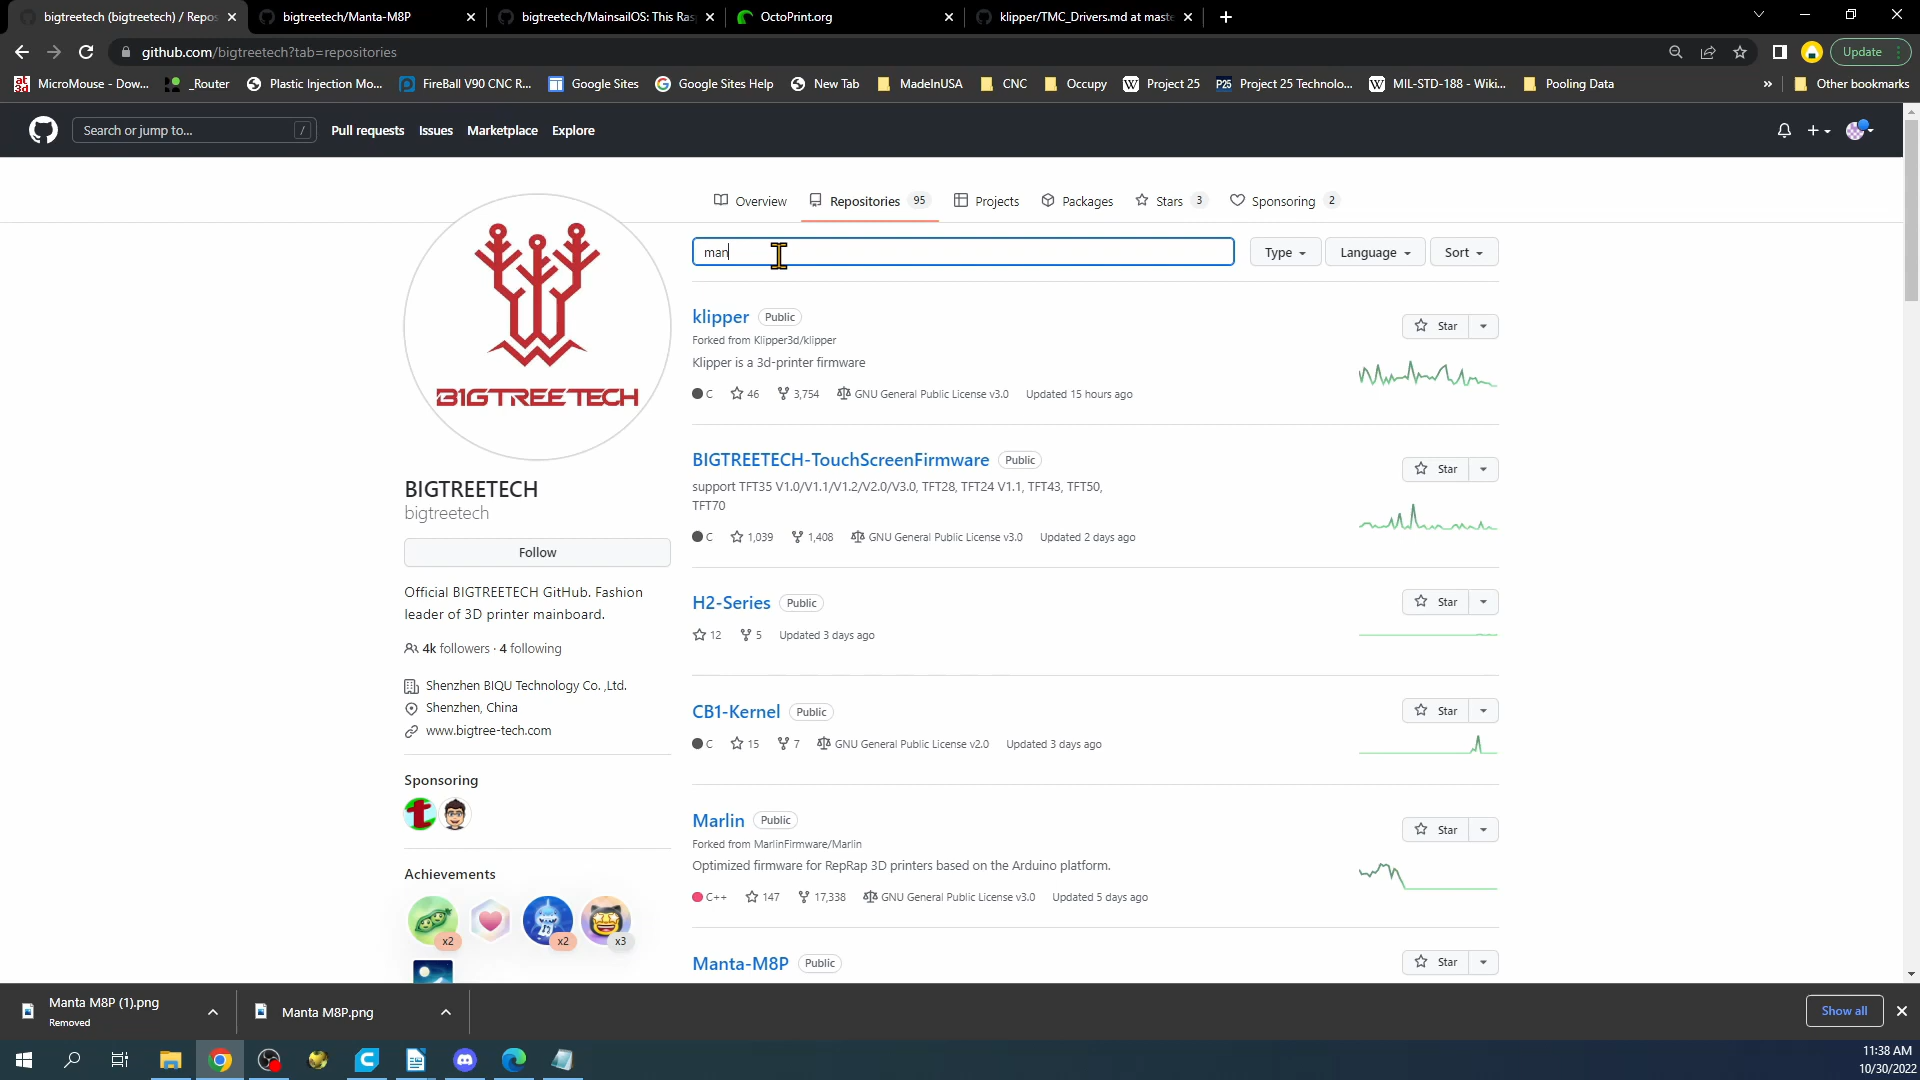 bigtreetech (bigtreetech) / Repos
bigtreetech/Manta-M8P
bigtreetech/MainsailOS: This Ras
OctoPrint.org
klipper/TMC_Drivers.md at maste
github.com/bigtreetech?tab=repositories
Update
MicroMouse - Dow...
_Router
Plastic Injection Mo...
FireBall V90 CNC R...
Google Sites
Google Sites Help
New Tab
MadeInUSA
CNC
Occupy
Project 25
Project 25 Technolo...
MIL-STD-188 - Wiki...
Pooling Data
»
Other bookmarks
Search or jump to...
/
Pull requests
Issues
Marketplace
Explore
Overview
Repositories 95
Projects
Packages
Stars 3
Sponsoring 2
man
Type
Language
Sort
BIGTREETECH
BIGTREETECH
bigtreetech
Follow
Official BIGTREETECH GitHub. Fashion
leader of 3D printer mainboard.
4k followers · 4 following
Shenzhen BIQU Technology Co. ,Ltd.
Shenzhen, China
www.bigtree-tech.com
Sponsoring
Achievements
x2
x2
x3
klipper Public
Star
Forked from Klipper3d/klipper
Klipper is a 3d-printer firmware
C 46 3,754 GNU General Public License v3.0 Updated 15 hours ago
BIGTREETECH-TouchScreenFirmware Public
Star
support TFT35 V1.0/V1.1/V1.2/V2.0/V3.0, TFT28, TFT24 V1.1, TFT43, TFT50,
TFT70
C 1,039 1,408 GNU General Public License v3.0 Updated 2 days ago
H2-Series Public
Star
12 5 Updated 3 days ago
CB1-Kernel Public
Star
C 15 7 GNU General Public License v2.0 Updated 3 days ago
Marlin Public
Star
Forked from MarlinFirmware/Marlin
Optimized firmware for RepRap 3D printers based on the Arduino platform.
C++ 147 17,338 GNU General Public License v3.0 Updated 5 days ago
Manta-M8P Public
Star
Manta M8P (1).png
Removed
Manta M8P.png
Show all
11:38 AM
10/30/2022